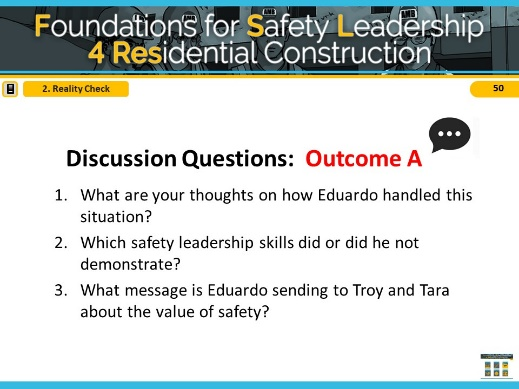 Foundations for Safety Leadership
4 Residential Construction
2. Reality Check
50
Discussion Questions: Outcome A
1. What are your thoughts on how Eduardo handled this
situation?
2. Which safety leadership skills did or did he not
demonstrate?
3. What message is Eduardo sending to Troy and Tara
about the value of safety?